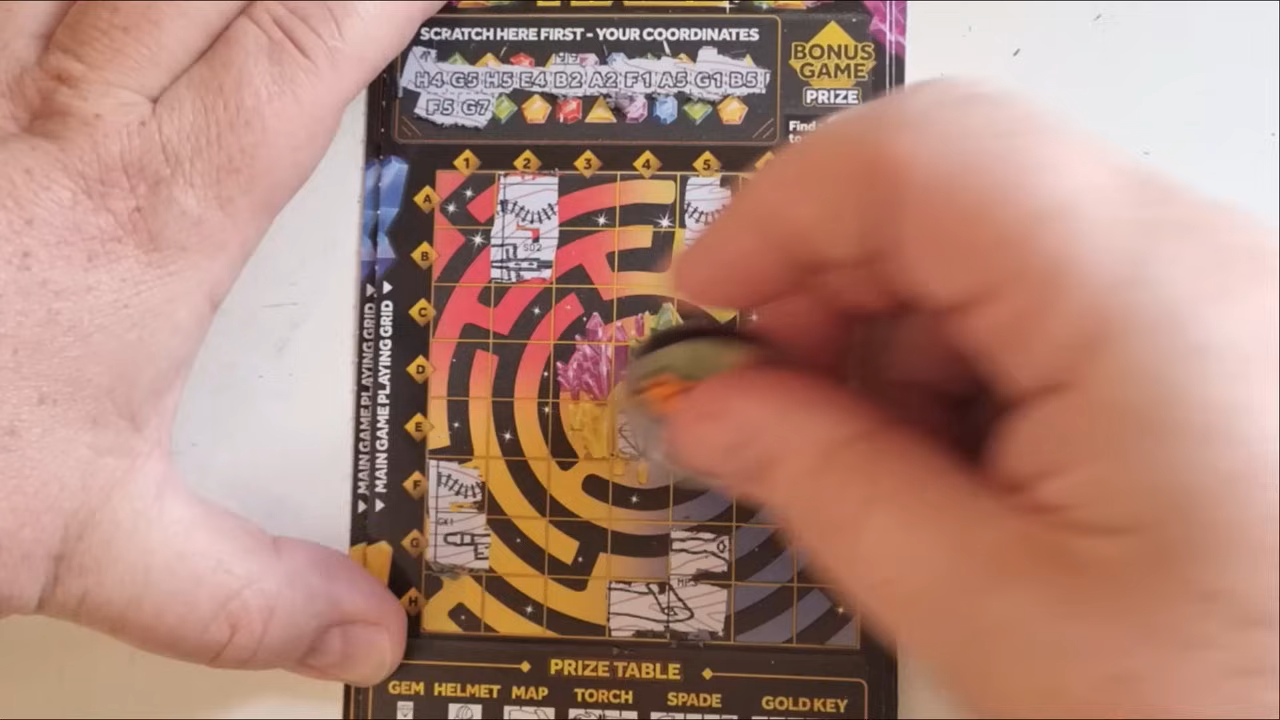 SCRATCH HERE FIRST - YOUR COORDINATES
H4 G5 H5 E4 B2 A2 F1 A5 G1 B5
F5 G7
BONUS
GAME
PRIZE
Find
to
1 2 3 4 5
A
B
C
D
E
F
G
H
MAIN GAME PLAYING GRID
MAIN GAME PLAYING GRID
PRIZE TABLE
GEM HELMET MAP TORCH SPADE GOLD KEY